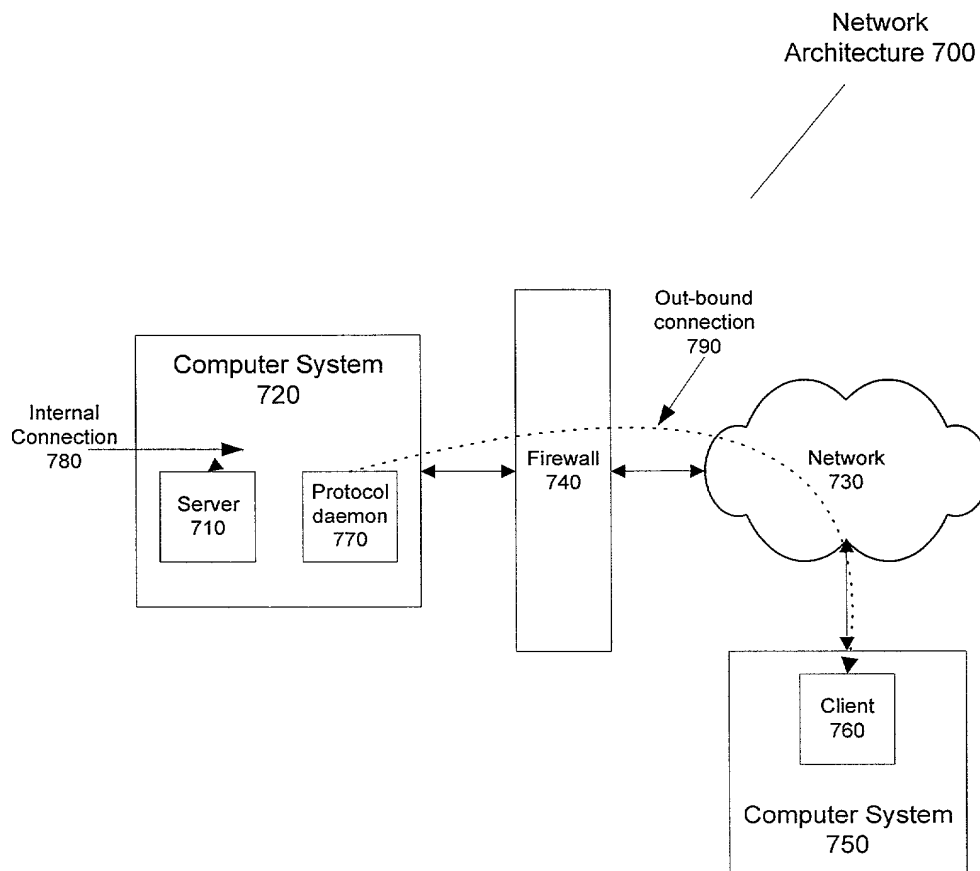 Network
Architecture 700
Out-bound
connection
790
Computer System
720
Internal
Connection
780
Server
710
Protocol
daemon
770
Firewall
740
Network
730
Client
760
Computer System
750